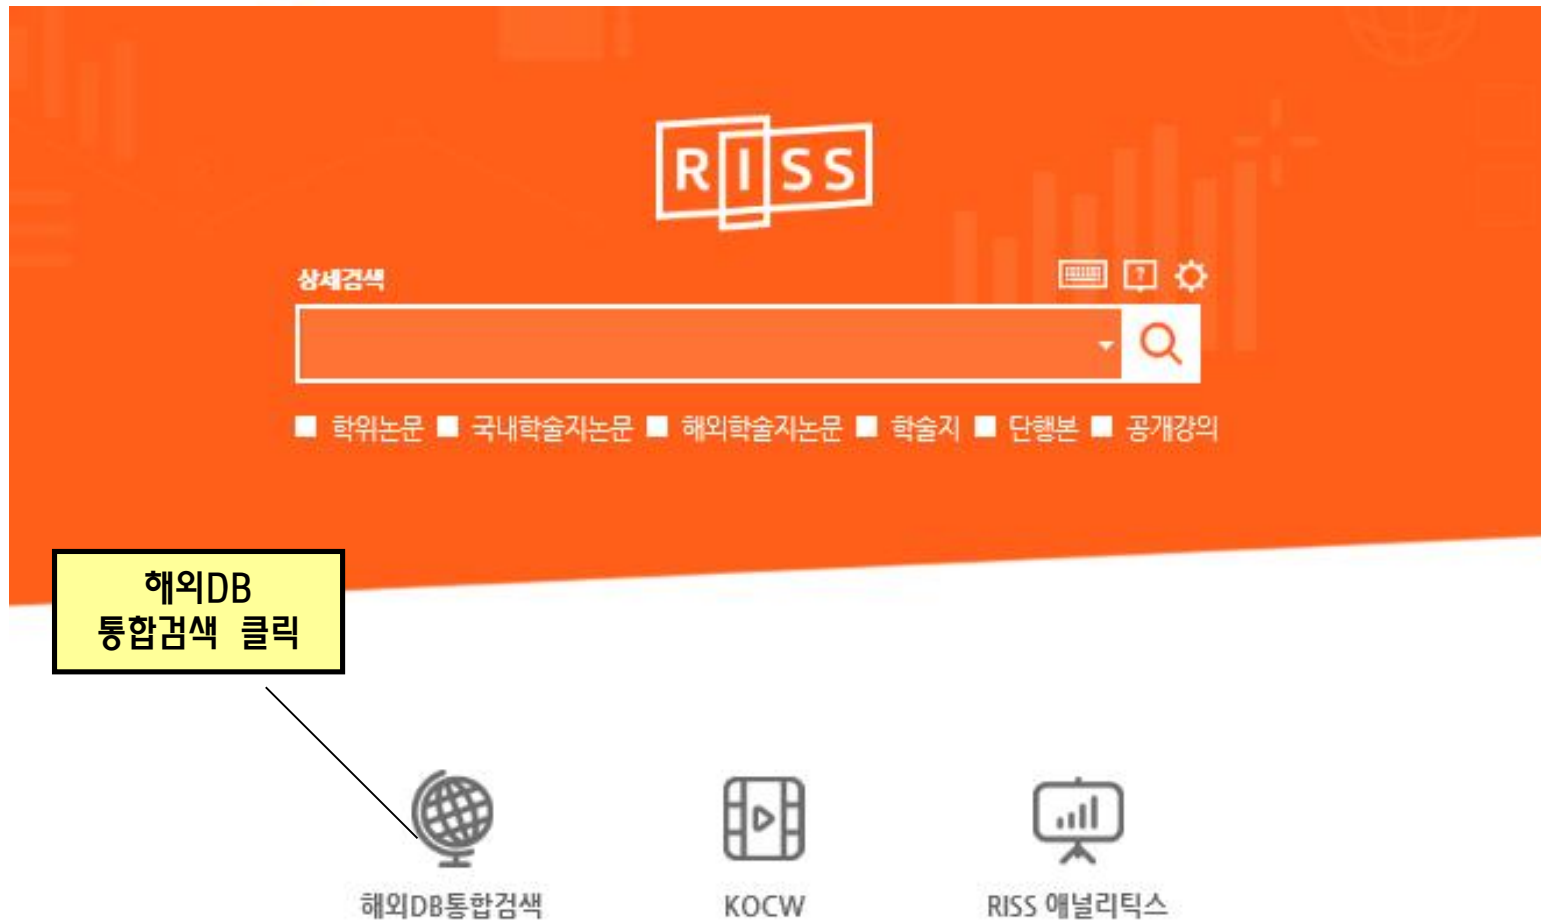 RISS
상세검색
학위논문 국내학술지논문 해외학술지논문 학술지 단행본 공개강의
해외DB
통합검색 클릭
해외DB통합검색 KOCW RISS 애널리틱스